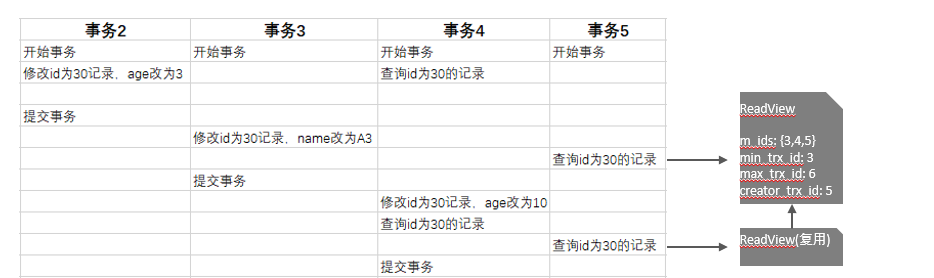 事务2 事务3 事务4 事务5
开始事务 开始事务 开始事务 开始事务
修改id为30记录、age改为3 查询id为30的记录
提交事务
修改id为30记录、name改为A3
查询id为30的记录
提交事务
修改id为30记录、age改为10
查询id为30的记录
查询id为30的记录
提交事务
ReadView
m_ids: {3,4,5}
min_trx_id: 3
max_trx_id: 6
creator_trx_id: 5
ReadView(复用)